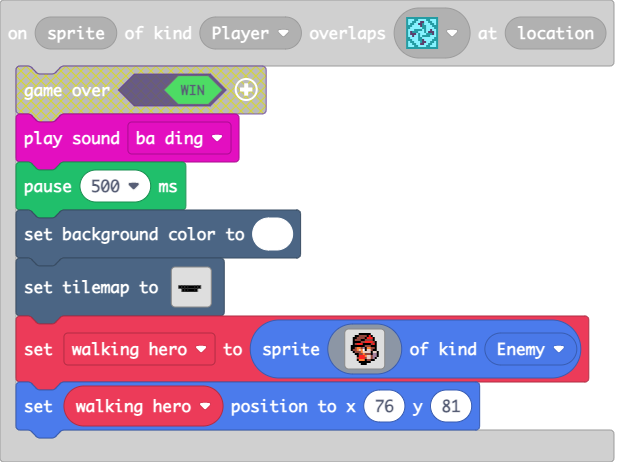 on sprite of kind Player overlaps at location
game over WIN
play sound ba ding
pause 500 ms
set background color to
set tilemap to
set walking hero to sprite of kind Enemy
set walking hero position to x 76 y 81